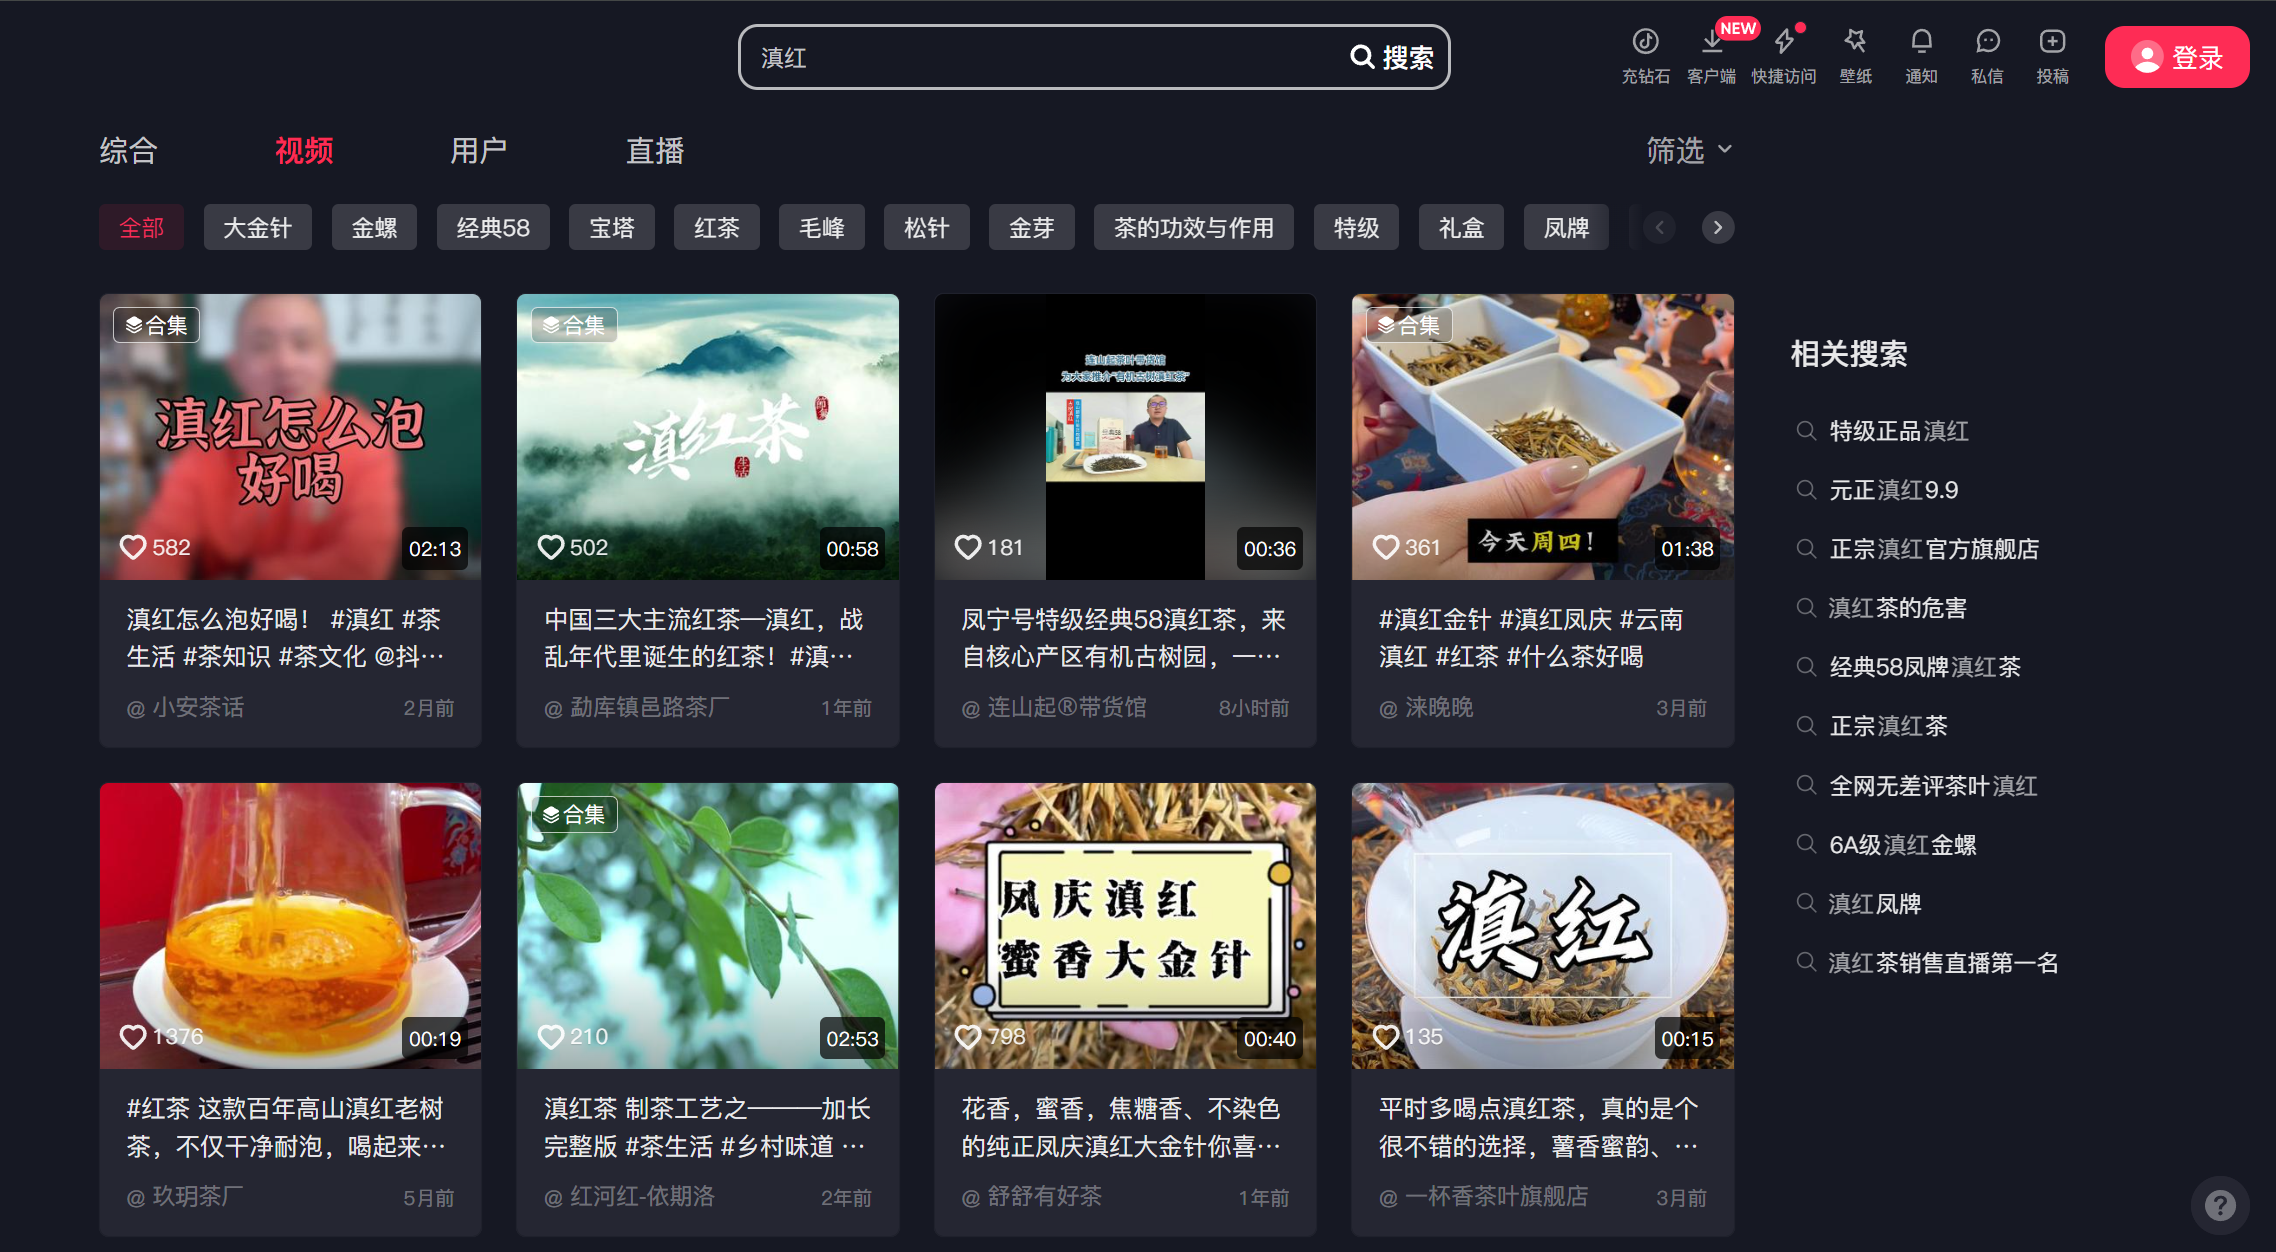 滇红
搜索
充钻石
客户端
NEW
快捷访问
壁纸
通知
私信
投稿
登录
综合
视频
用户
直播
筛选
全部
大金针
金螺
经典58
宝塔
红茶
毛峰
松针
金芽
茶的功效与作用
特级
礼盒
凤牌
合集
滇红怎么泡
好喝
582
02:13
滇红怎么泡好喝！ #滇红 #茶
生活 #茶知识 #茶文化 @抖…
@ 小安茶话
2月前
合集
滇红茶
生活
502
00:58
中国三大主流红茶—滇红，战
乱年代里诞生的红茶！#滇…
@ 勐库镇邑路茶厂
1年前
连山起茶叶带货馆
为大家推介“有机古树滇红茶”
181
00:36
凤宁号特级经典58滇红茶，来
自核心产区有机古树园，一…
@ 连山起®带货馆
8小时前
合集
今天周四！
361
01:38
#滇红金针 #滇红凤庆 #云南
滇红 #红茶 #什么茶好喝
@ 涞晚晚
3月前
1376
00:19
#红茶 这款百年高山滇红老树
茶，不仅干净耐泡，喝起来…
@ 玖玥茶厂
5月前
合集
210
02:53
滇红茶 制茶工艺之———加长
完整版 #茶生活 #乡村味道 …
@ 红河红-依期洛
2年前
凤庆滇红
蜜香大金针
798
00:40
花香，蜜香，焦糖香、不染色
的纯正凤庆滇红大金针你喜…
@ 舒舒有好茶
1年前
滇红
135
00:15
平时多喝点滇红茶，真的是个
很不错的选择，薯香蜜韵、…
@ 一杯香茶叶旗舰店
3月前
相关搜索
特级正品滇红
元正滇红9.9
正宗滇红官方旗舰店
滇红茶的危害
经典58凤牌滇红茶
正宗滇红茶
全网无差评茶叶滇红
6A级滇红金螺
滇红凤牌
滇红茶销售直播第一名